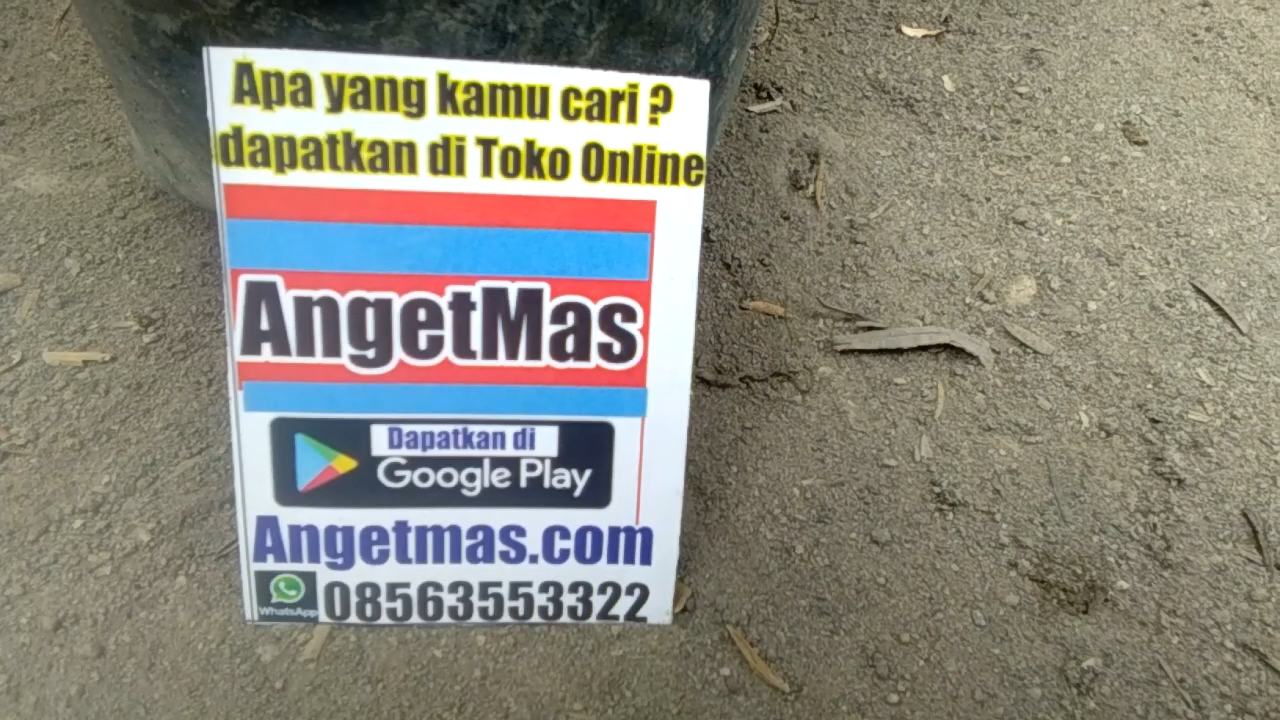 Apa yang kamu cari ?
dapatkan di Toko Online
AngetMas
Dapatkan di
Google Play
Angetmas.com
WhatsApp
08563553322